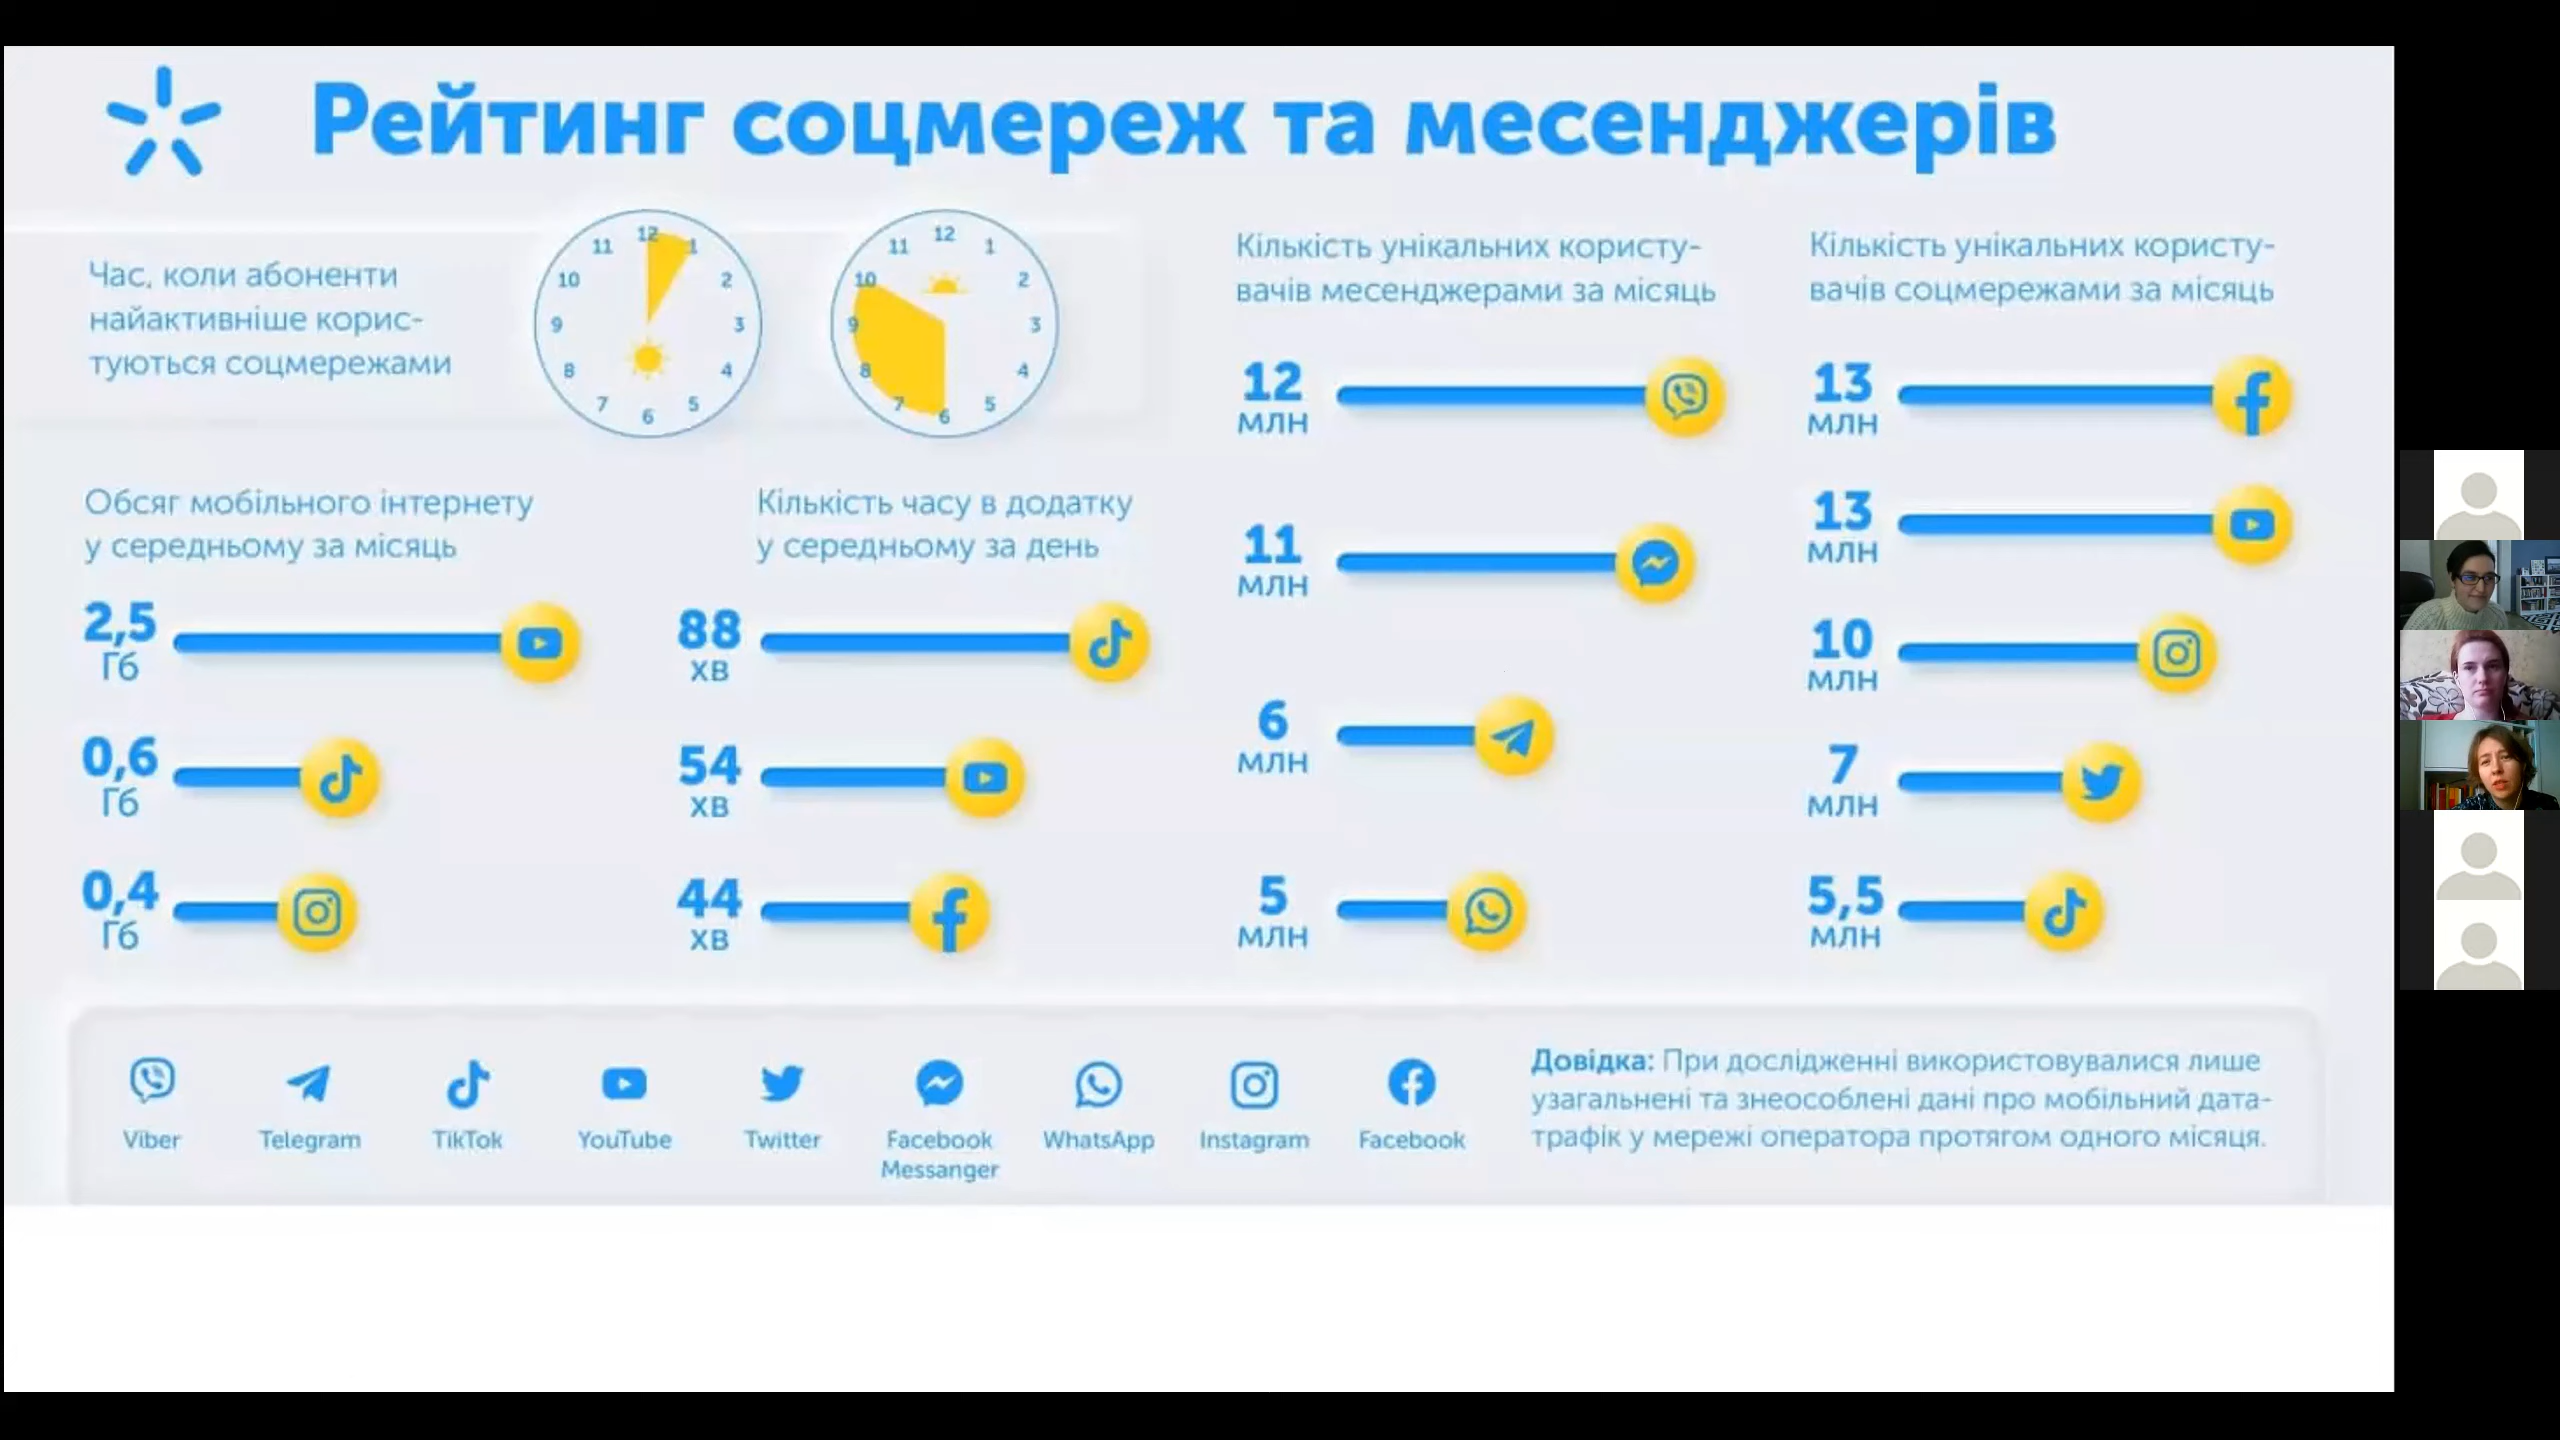 Рейтинг соцмереж та месенджерів
Час, коли абоненти
найактивніше корис-
туються соцмережами
12
1
2
3
4
5
6
7
8
9
10
11
12
1
2
3
4
5
6
7
8
9
10
11
Обсяг мобільного інтернету
у середньому за місяць
2,5
Гб
0,6
Гб
0,4
Гб
Кількість часу в додатку
у середньому за день
88
хв
54
хв
44
хв
Кількість унікальних користу-
вачів месенджерами за місяць
12
млн
11
млн
6
млн
5
млн
Кількість унікальних користу-
вачів соцмережами за місяць
13
млн
13
млн
10
млн
7
млн
5,5
млн
Viber
Telegram
TikTok
YouTube
Twitter
Facebook
Messanger
WhatsApp
Instagram
Facebook
Довідка: При дослідженні використовувалися лише
узагальнені та знеособлені дані про мобільний дата-
трафік у мережі оператора протягом одного місяця.